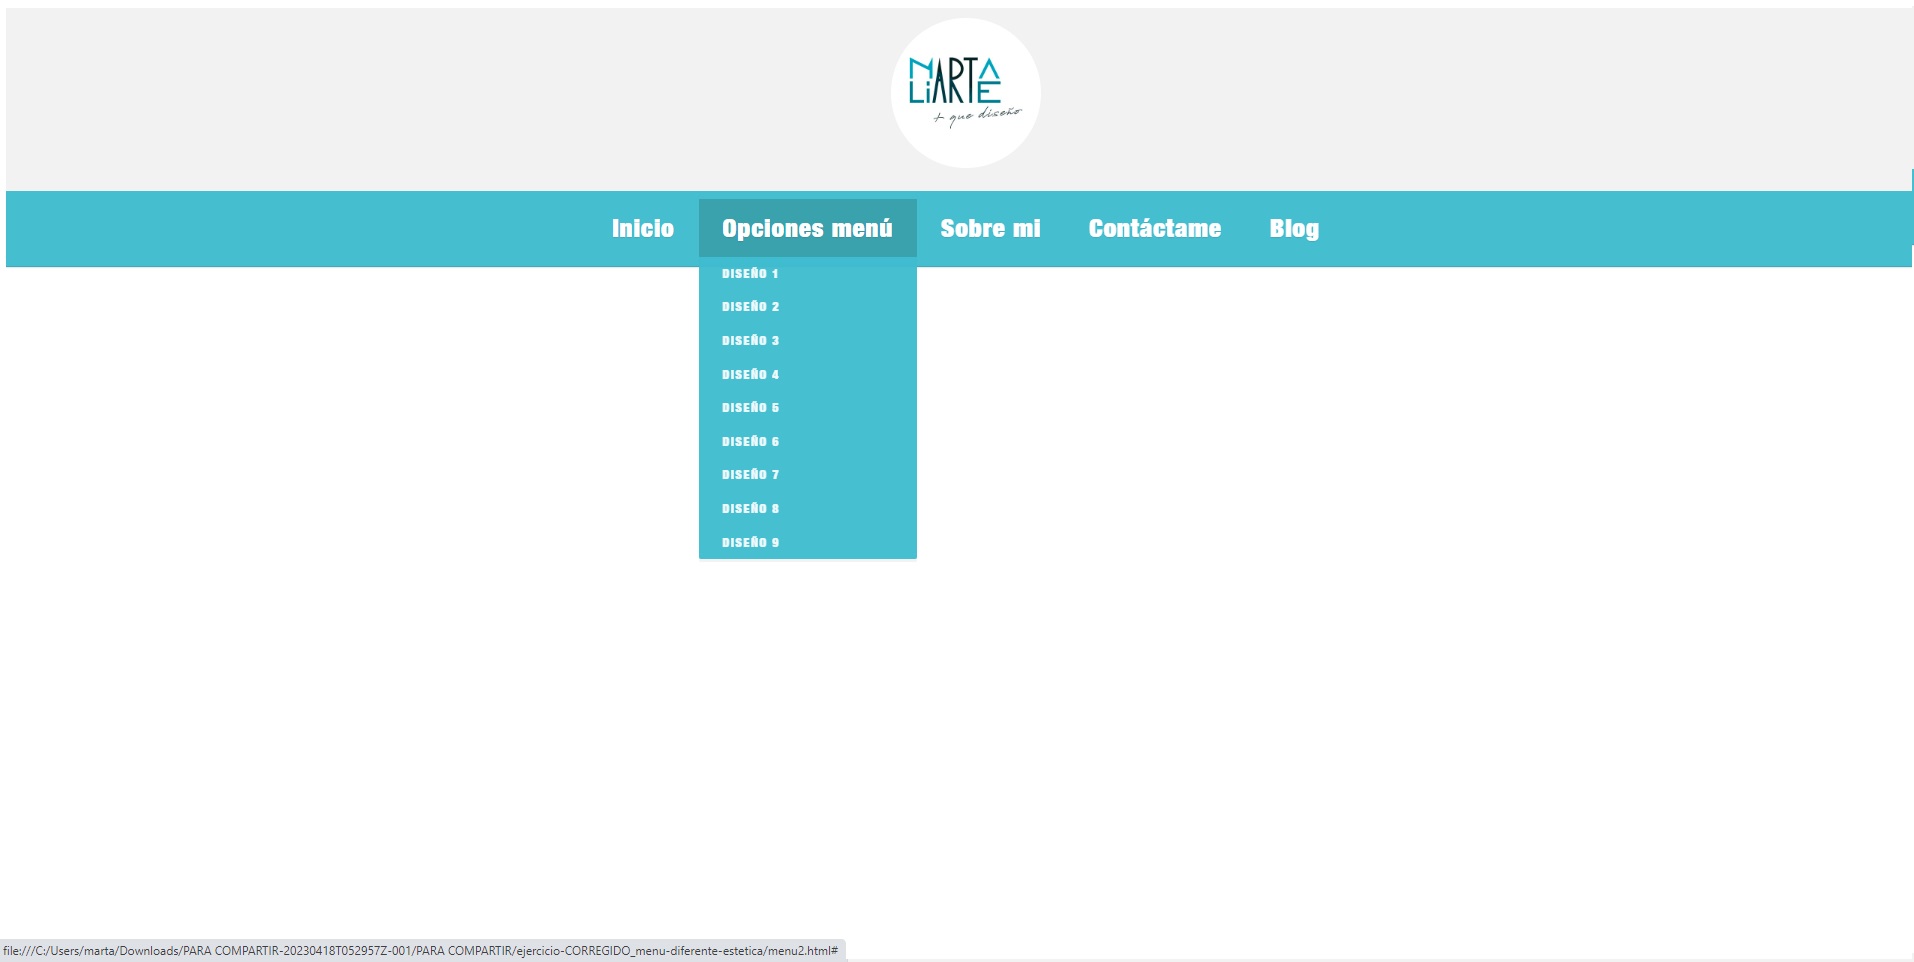 MARTA
LiARTE
+ que diseño
Inicio Opciones menú Sobre mi Contáctame Blog
DISEÑO 1
DISEÑO 2
DISEÑO 3
DISEÑO 4
DISEÑO 5
DISEÑO 6
DISEÑO 7
DISEÑO 8
DISEÑO 9
file:///C:/Users/marta/Downloads/PARA COMPARTIR-20230418T052957Z-001/PARA COMPARTIR/ejercicio-CORREGIDO_menu-diferente-estetica/menu2.html#